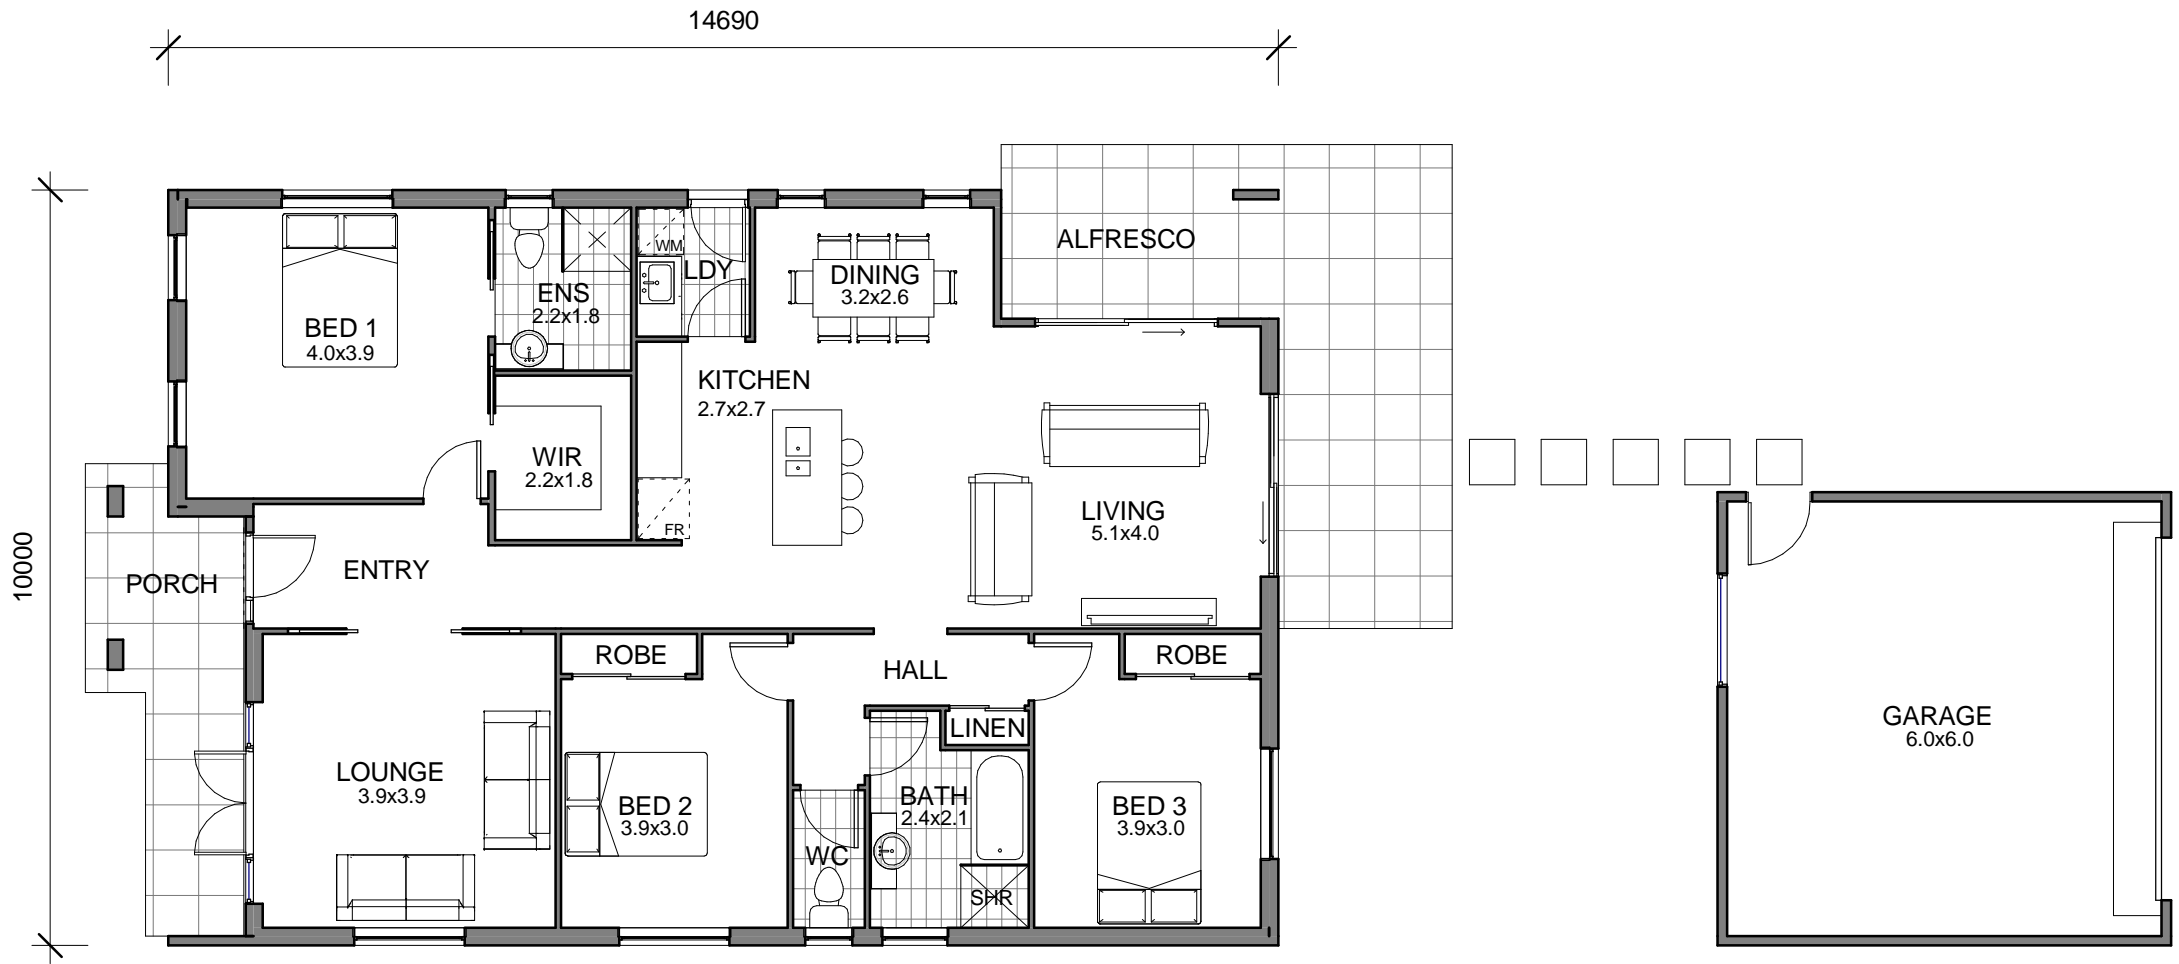 14690
10000
ALFRESCO
WM
LDY
DINING
3.2x2.6
ENS
2.2x1.8
BED 1
4.0x3.9
KITCHEN
2.7x2.7
WIR
2.2x1.8
FR
LIVING
5.1x4.0
ENTRY
PORCH
ROBE
HALL
ROBE
LINEN
GARAGE
6.0x6.0
LOUNGE
3.9x3.9
BED 2
3.9x3.0
BATH
2.4x2.1
BED 3
3.9x3.0
WC
SHR